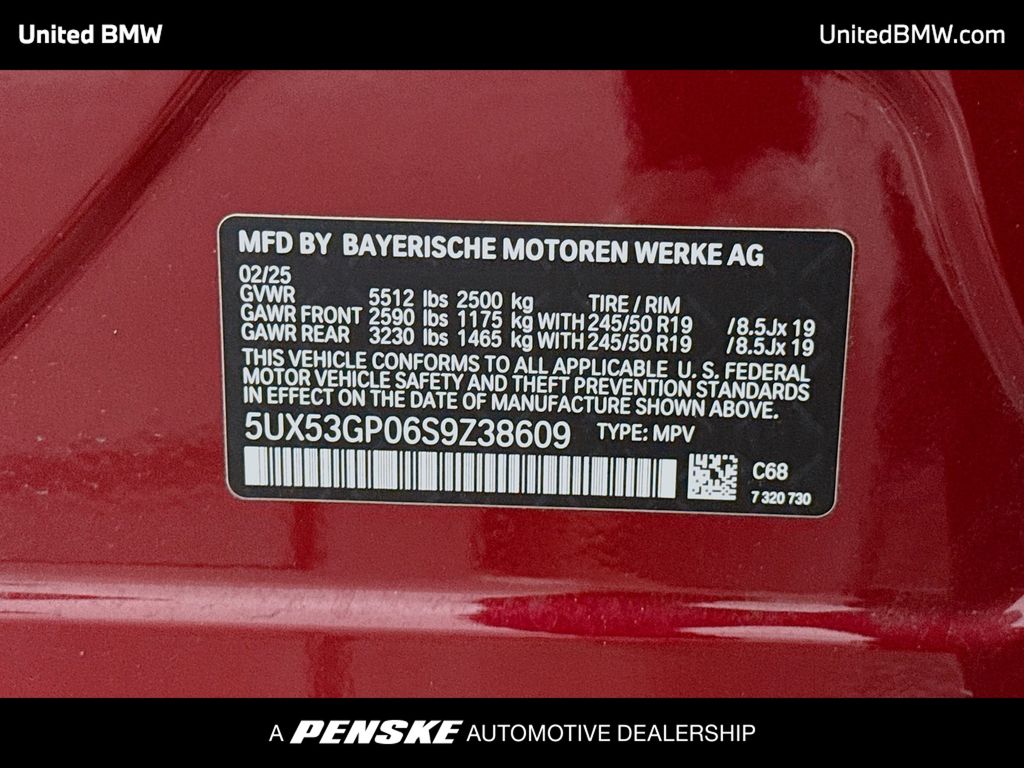 United BMW
UnitedBMW.com
MFD BY BAYERISCHE MOTOREN WERKE AG
02/25
GVWR 5512 lbs 2500 kg TIRE / RIM
GAWR FRONT 2590 lbs 1175 kg WITH 245/50 R19 /8.5Jx 19
GAWR REAR 3230 lbs 1465 kg WITH 245/50 R19 /8.5Jx 19
THIS VEHICLE CONFORMS TO ALL APPLICABLE U. S. FEDERAL
MOTOR VEHICLE SAFETY AND THEFT PREVENTION STANDARDS
IN EFFECT ON THE DATE OF MANUFACTURE SHOWN ABOVE.
5UX53GP06S9Z38609 TYPE: MPV
C68
7 320 730
A PENSKE AUTOMOTIVE DEALERSHIP